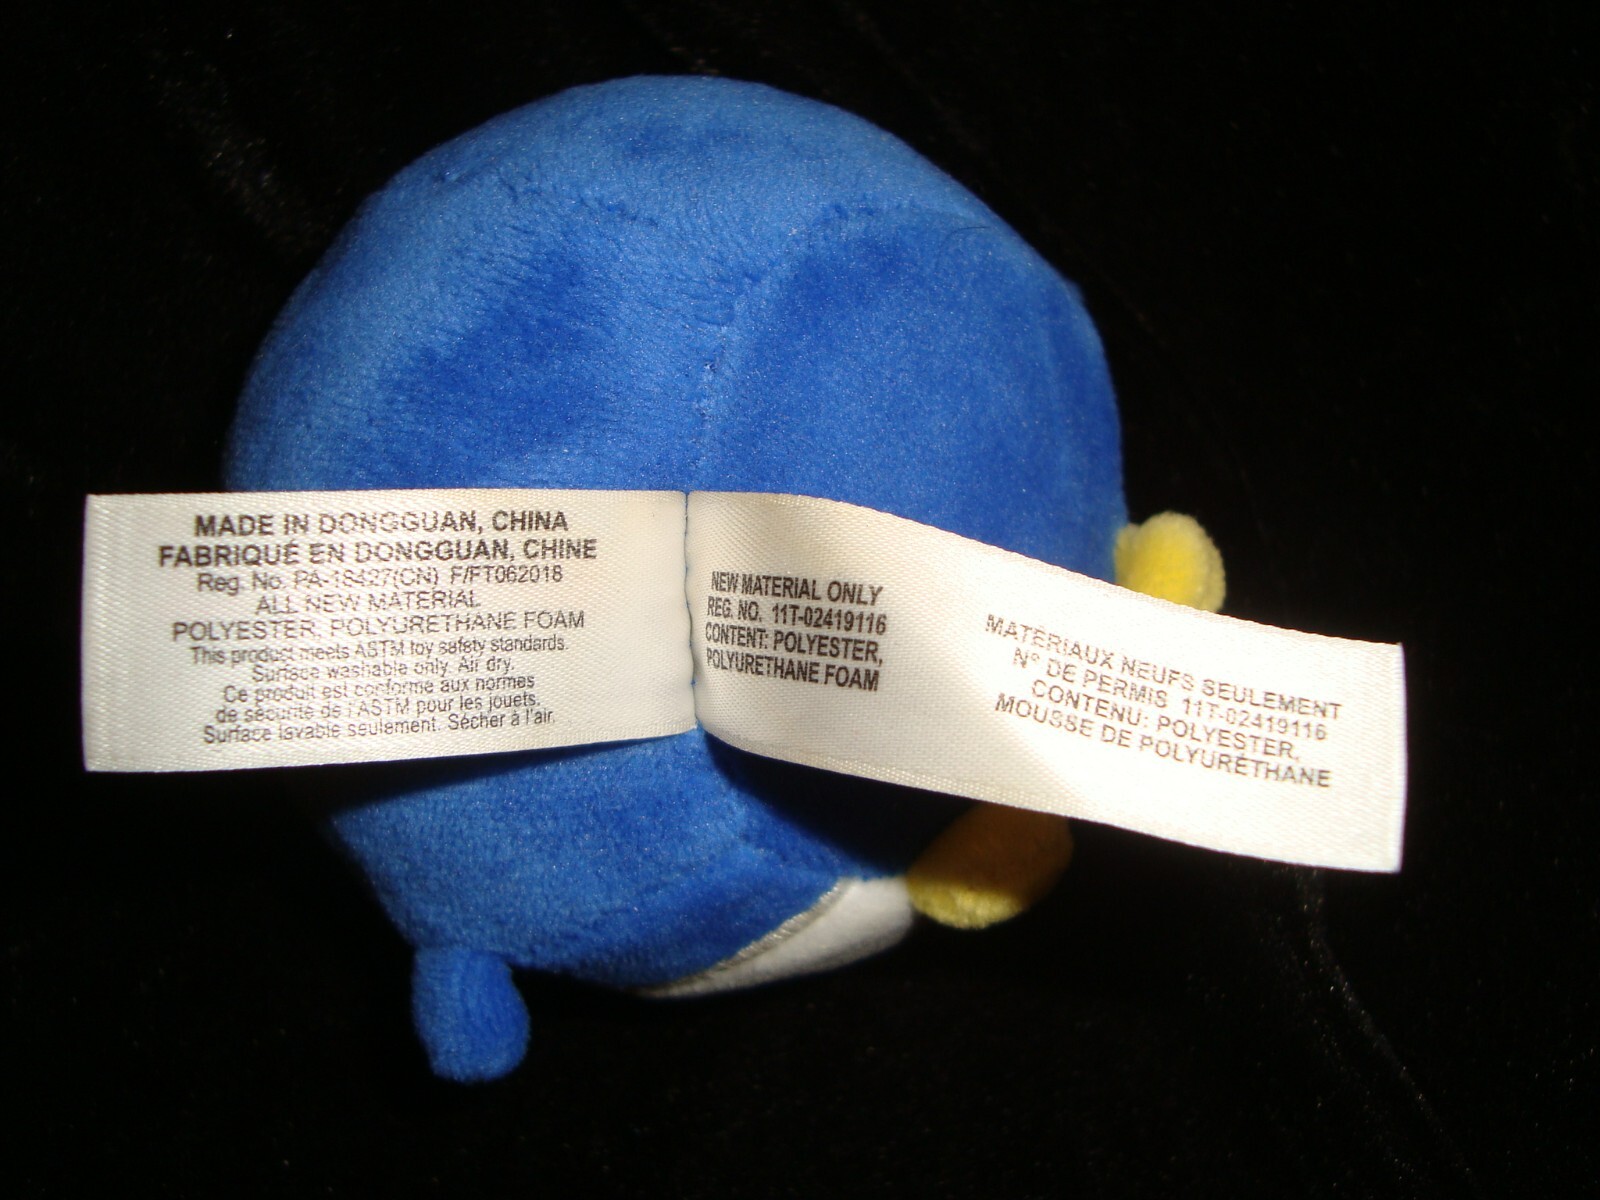 MADE IN DONGGUAN, CHINA
FABRIQUÉ EN DONGGUAN, CHINE
Reg. No. PA-18427(CN) F/FT062018
ALL NEW MATERIAL
POLYESTER, POLYURETHANE FOAM
This product meets ASTM toy safety standards.
Surface washable only. Air dry.
Ce produit est conforme aux normes
de sécurité de l'ASTM pour les jouets.
Surface lavable seulement. Sécher à l'air.
NEW MATERIAL ONLY
REG. NO. 11T-02419116
CONTENT: POLYESTER,
POLYURETHANE FOAM
MATÉRIAUX NEUFS SEULEMENT
N° DE PERMIS 11T-02419116
CONTENU: POLYESTER,
MOUSSE DE POLYURÉTHANE